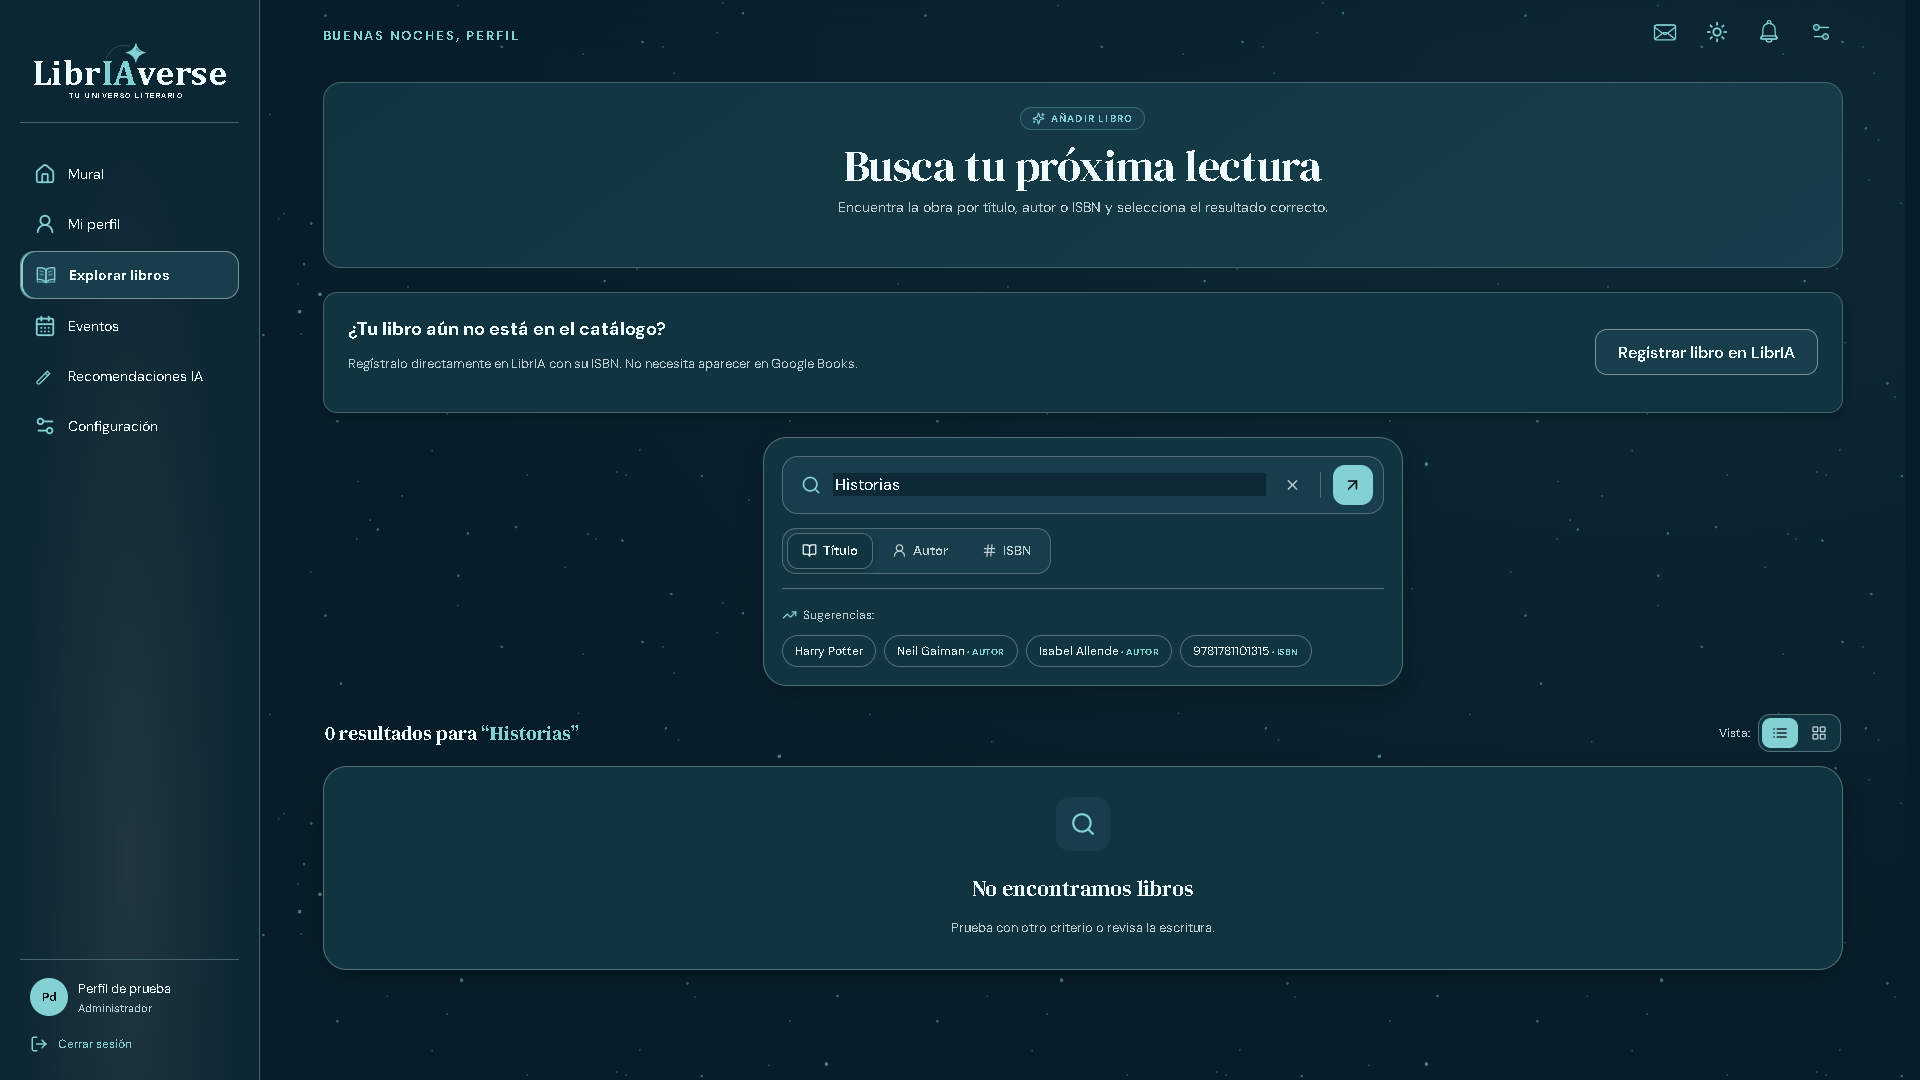 LibrIAverse
TU UNIVERSO LITERARIO
Mural
Mi perfil
Explorar libros
Eventos
Recomendaciones IA
Configuración
Pd
Perfil de prueba
Administrador
Cerrar sesión
BUENAS NOCHES, PERFIL
AÑADIR LIBRO
Busca tu próxima lectura
Encuentra la obra por título, autor o ISBN y selecciona el resultado correcto.
¿Tu libro aún no está en el catálogo?
Regístralo directamente en LibrIA con su ISBN. No necesita aparecer en Google Books.
Registrar libro en LibrIA
Historias
Título Autor ISBN
Sugerencias:
Harry Potter Neil Gaiman · AUTOR Isabel Allende · AUTOR 9781781101315 · ISBN
0 resultados para “Historias”
Vista:
No encontramos libros
Prueba con otro criterio o revisa la escritura.